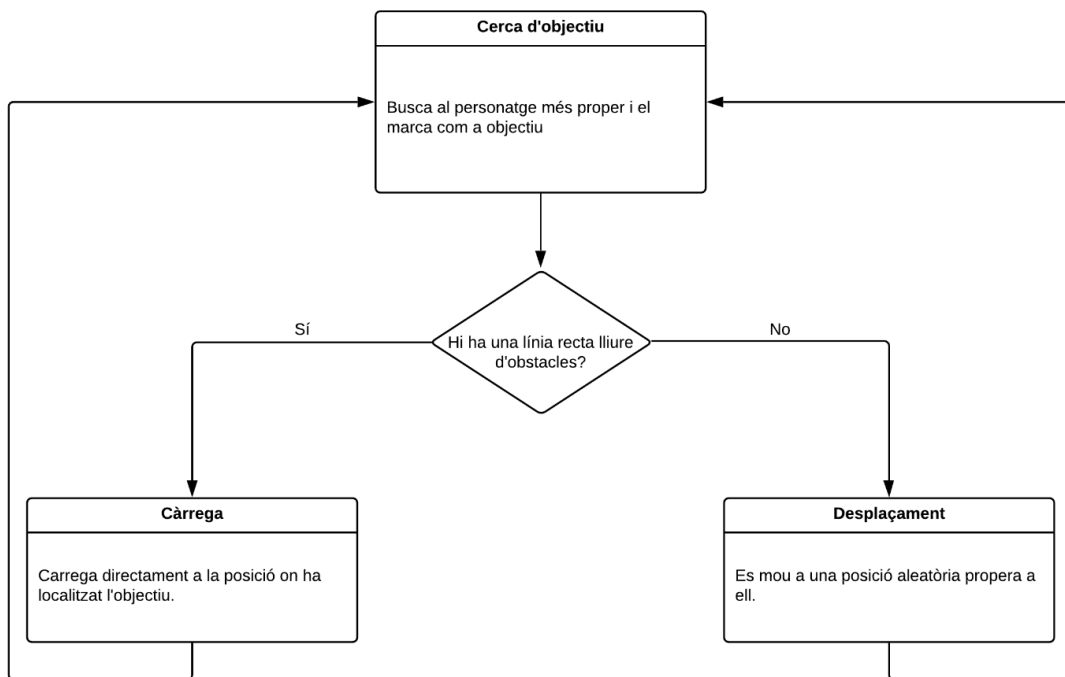 Cerca d'objectiu
Busca al personatge més proper i el
marca com a objectiu
Hi ha una línia recta lliure
d'obstacles?
Sí
No
Càrrega
Carrega directament a la posició on ha
localitzat l'objectiu.
Desplaçament
Es mou a una posició aleatòria propera a
ell.